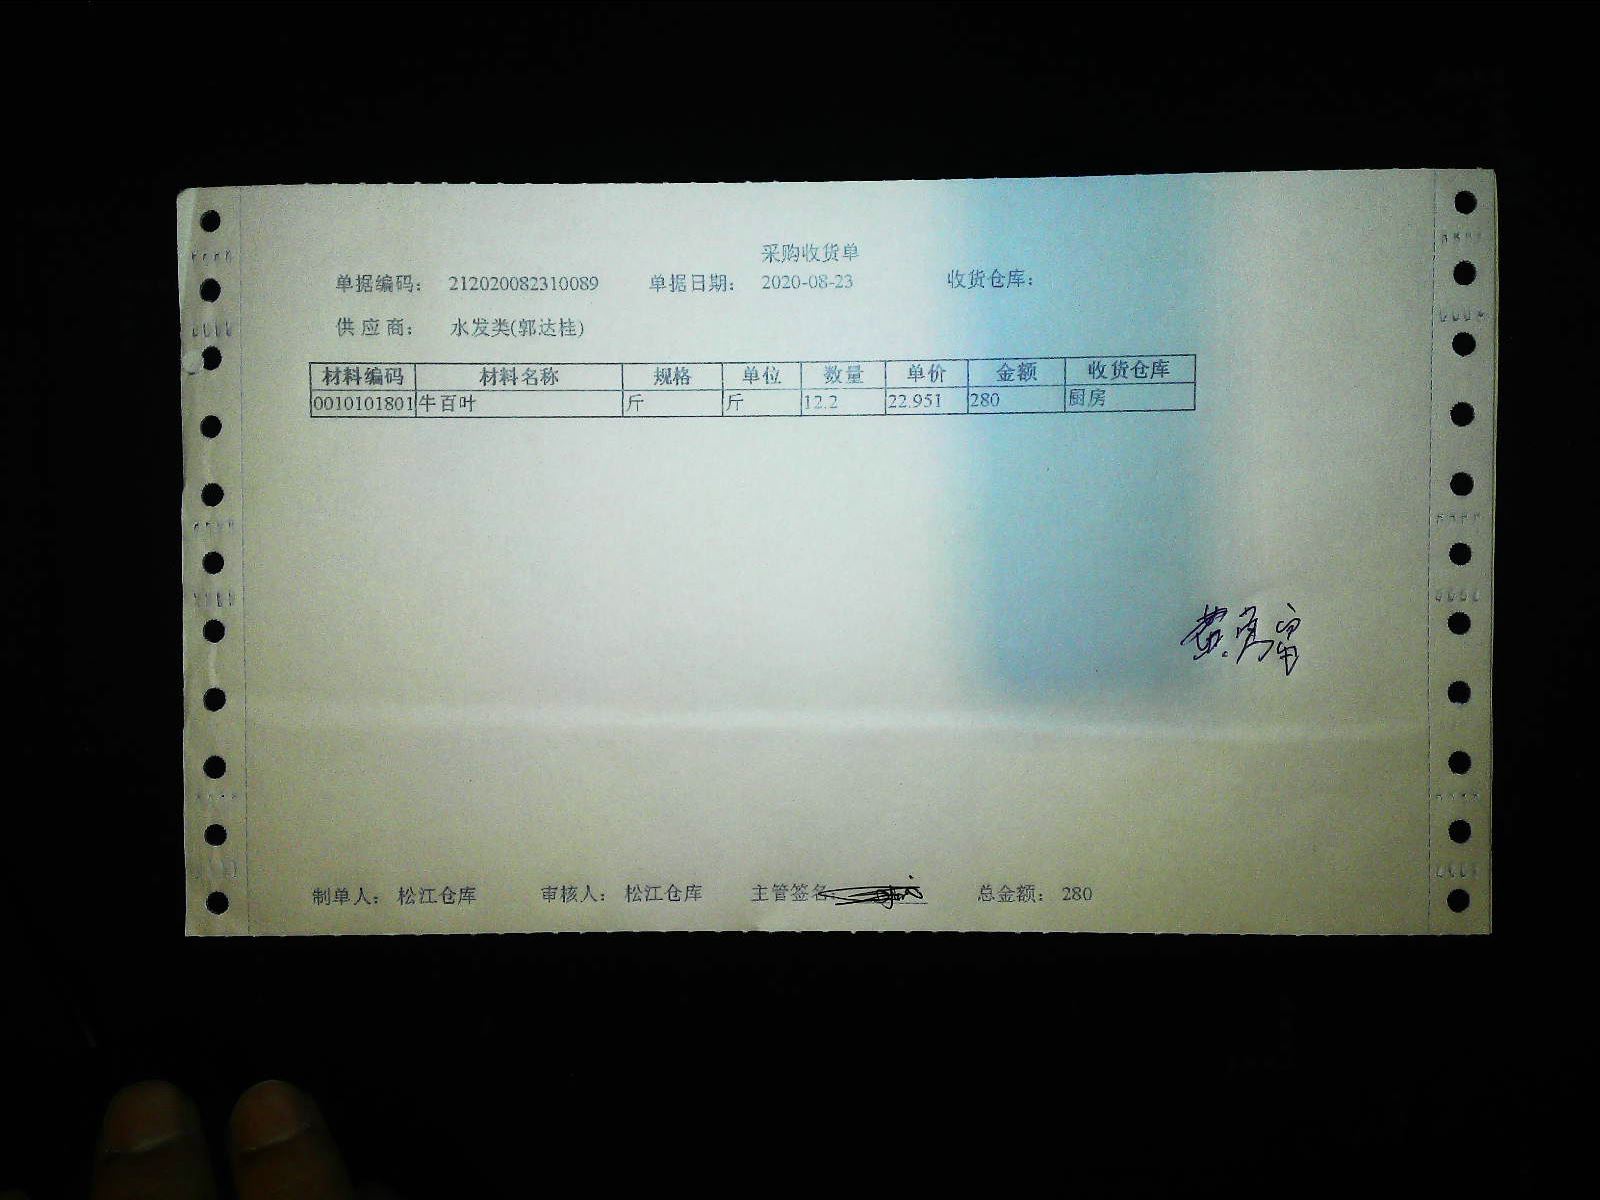 采购收货单
单据编码： 212020082310089 单据日期： 2020-08-23 收货仓库：
供应商： 水发类(郭达桂)
材料编码 材料名称 规格 单位 数量 单价 金额 收货仓库
0010101801 牛百叶 斤 斤 12.2 22.951 280 厨房
制单人： 松江仓库 审核人： 松江仓库 主管签名 总金额： 280